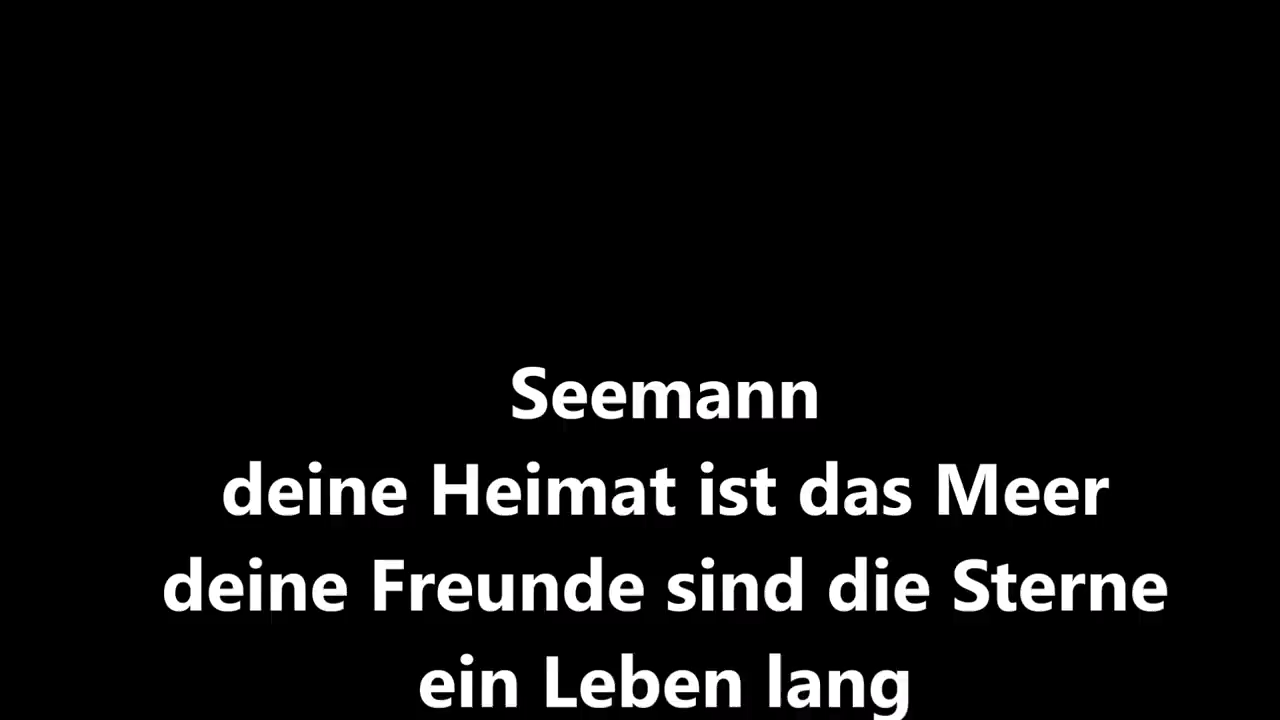 Seemann
deine Heimat ist das Meer
deine Freunde sind die Sterne
ein Leben lang